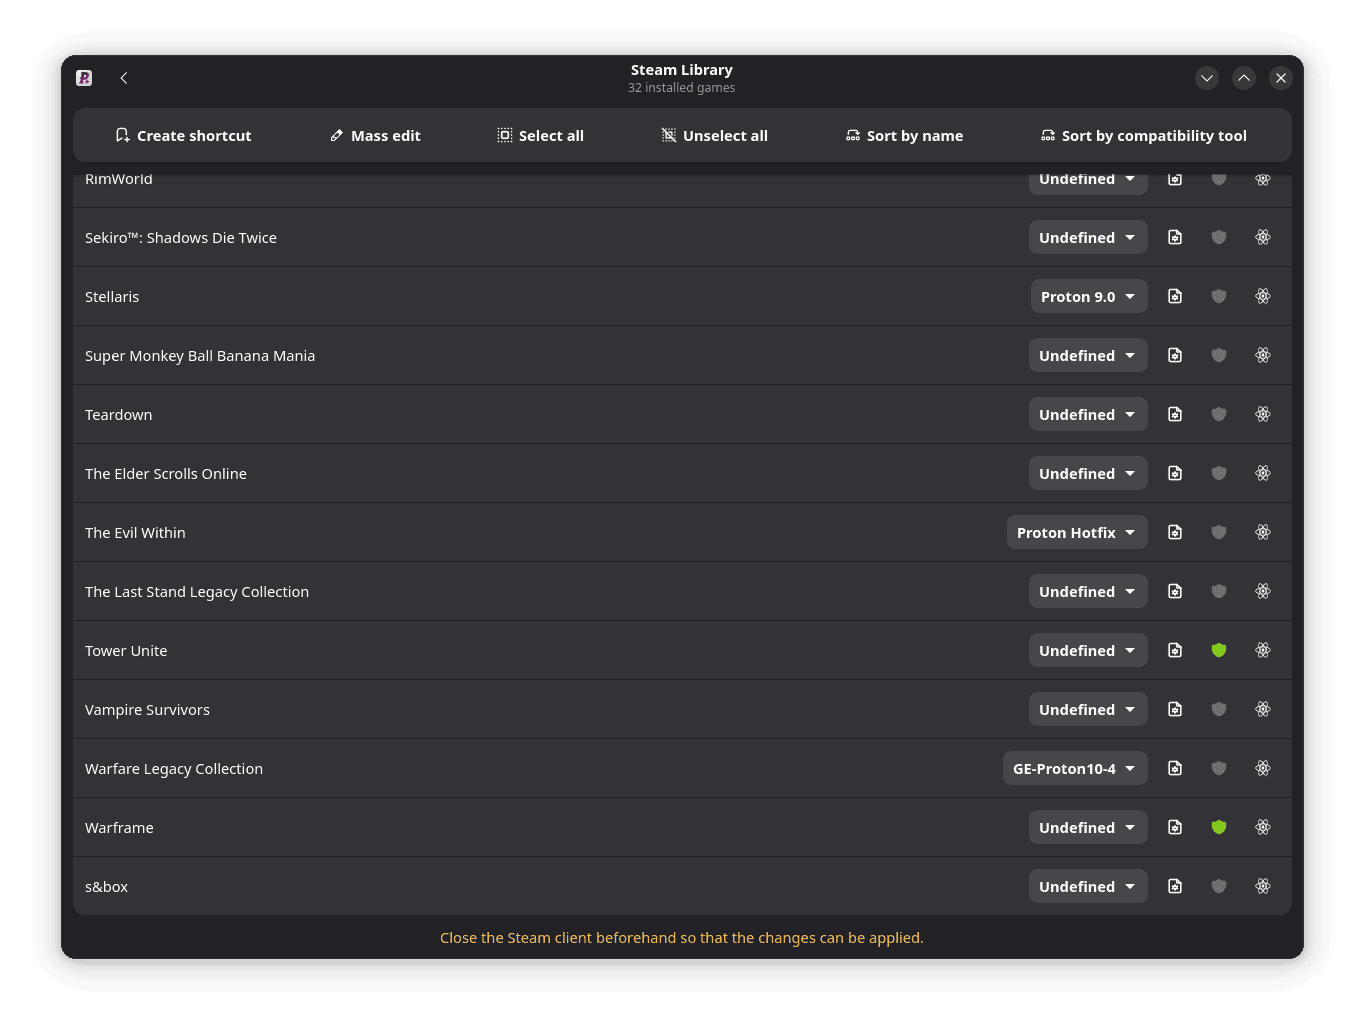 Steam Library
32 installed games
Create shortcut Mass edit Select all Unselect all Sort by name Sort by compatibility tool
RimWorld Undefined
Sekiro™: Shadows Die Twice Undefined
Stellaris Proton 9.0
Super Monkey Ball Banana Mania Undefined
Teardown Undefined
The Elder Scrolls Online Undefined
The Evil Within Proton Hotfix
The Last Stand Legacy Collection Undefined
Tower Unite Undefined
Vampire Survivors Undefined
Warfare Legacy Collection GE-Proton10-4
Warframe Undefined
s&box Undefined
Close the Steam client beforehand so that the changes can be applied.